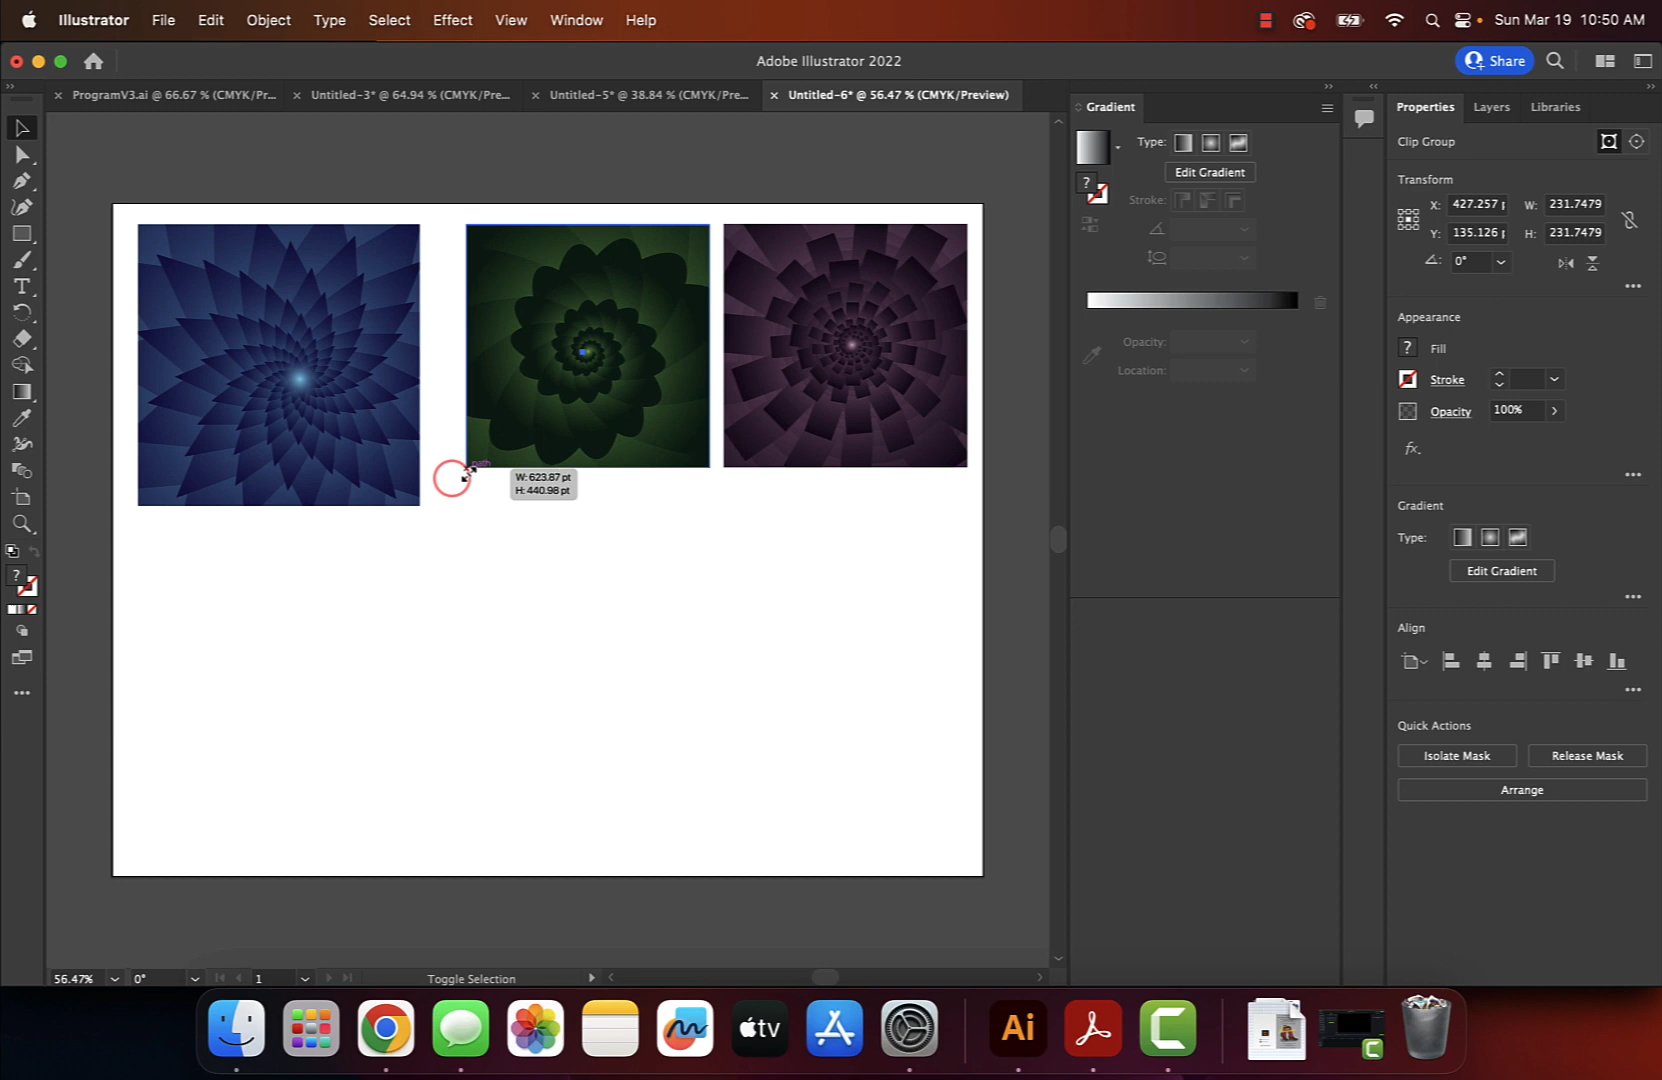 Illustrator File Edit Object Type Select Effect View Window Help Sun Mar 19 10:50 AM
Adobe Illustrator 2022 Share
ProgramV3.ai @ 66.67 % (CMYK/Pr... Untitled-3* @ 64.94 % (CMYK/Pre... Untitled-5* @ 38.84 % (CMYK/Pre... Untitled-6* @ 56.47 % (CMYK/Preview)
Gradient
Type:
Edit Gradient
Stroke:
Opacity:
Location:
Properties Layers Libraries
Clip Group
Transform
X: 427.257 W: 231.7479
Y: 135.126 H: 231.7479
0°
Appearance
? Fill
Stroke
Opacity 100%
fx.
Gradient
Type:
Edit Gradient
Align
Quick Actions
Isolate Mask Release Mask
Arrange
path
W: 623.87 pt
H: 440.98 pt
56.47% 0° 1 Toggle Selection
tv Ai